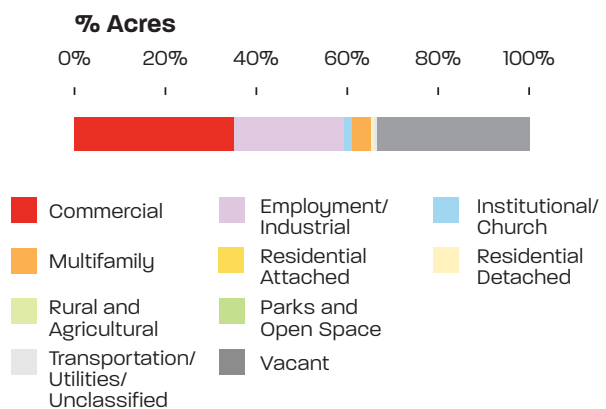 % Acres
0% 20% 40% 60% 80% 100%
Commercial
Employment/
Industrial
Institutional/
Church
Multifamily
Residential
Attached
Residential
Detached
Rural and
Agricultural
Parks and
Open Space
Transportation/
Utilities/
Unclassified
Vacant